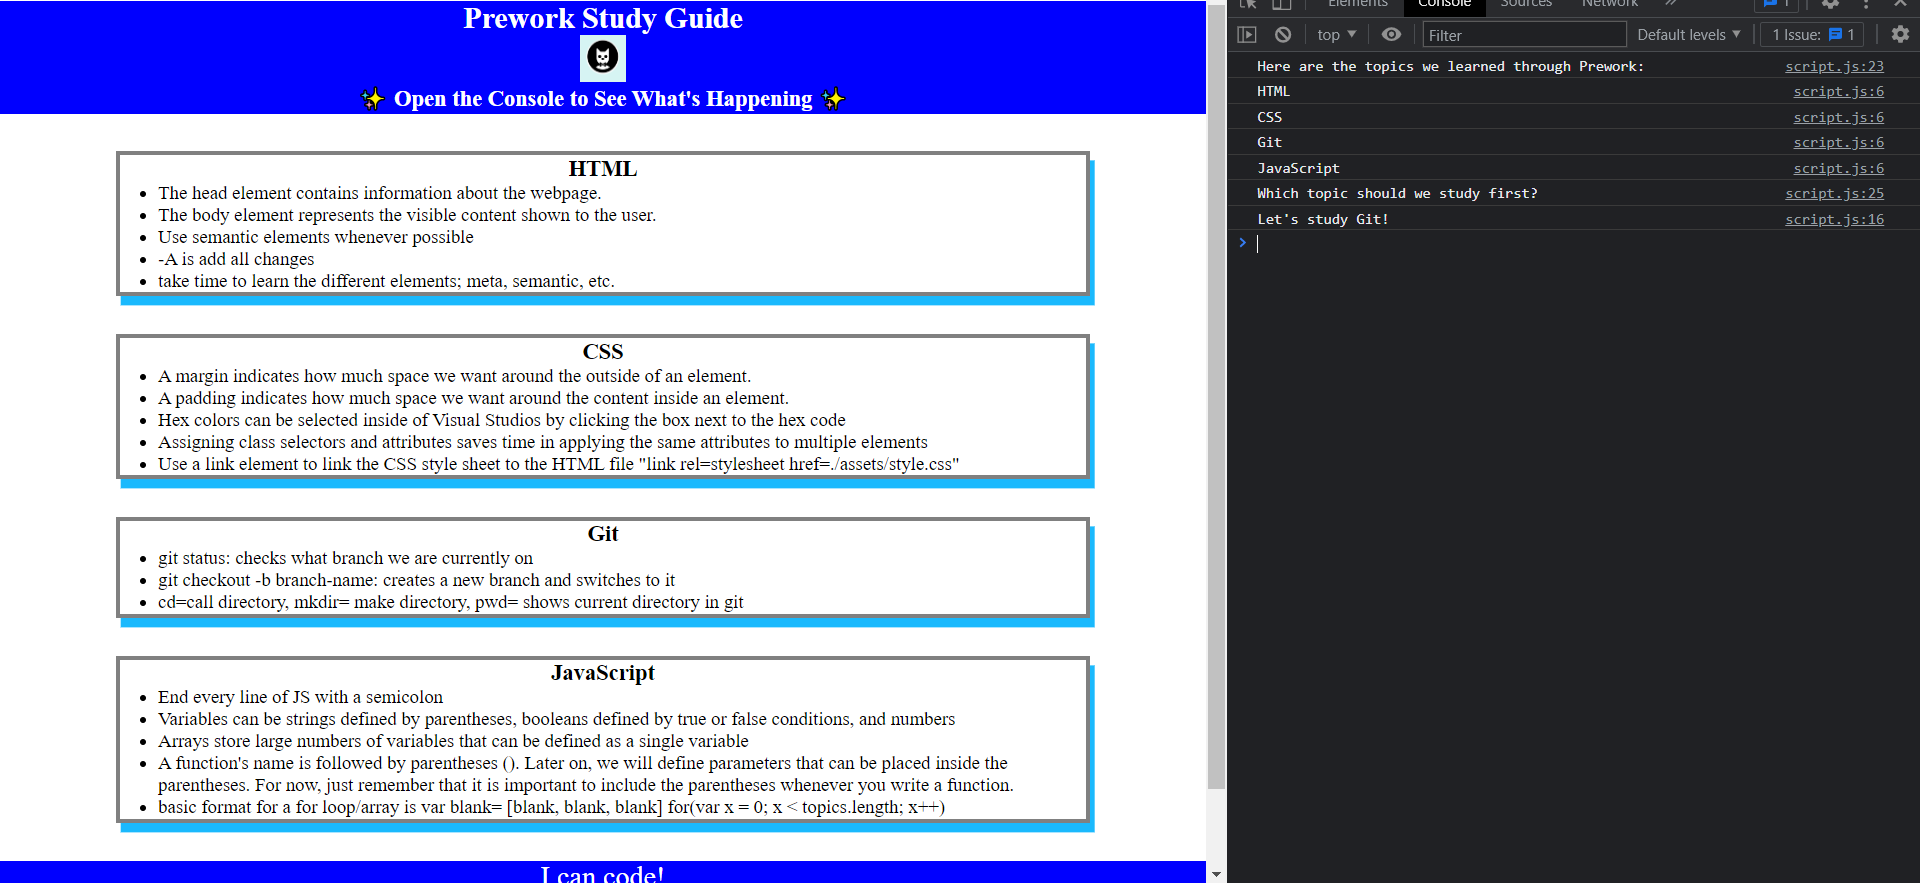 Prework Study Guide
✨ Open the Console to See What's Happening ✨
HTML
• The head element contains information about the webpage.
• The body element represents the visible content shown to the user.
• Use semantic elements whenever possible
• -A is add all changes
• take time to learn the different elements; meta, semantic, etc.
CSS
• A margin indicates how much space we want around the outside of an element.
• A padding indicates how much space we want around the content inside an element.
• Hex colors can be selected inside of Visual Studios by clicking the box next to the hex code
• Assigning class selectors and attributes saves time in applying the same attributes to multiple elements
• Use a link element to link the CSS style sheet to the HTML file "link rel=stylesheet href=./assets/style.css"
Git
• git status: checks what branch we are currently on
• git checkout -b branch-name: creates a new branch and switches to it
• cd=call directory, mkdir= make directory, pwd= shows current directory in git
JavaScript
• End every line of JS with a semicolon
• Variables can be strings defined by parentheses, booleans defined by true or false conditions, and numbers
• Arrays store large numbers of variables that can be defined as a single variable
• A function's name is followed by parentheses (). Later on, we will define parameters that can be placed inside the
parentheses. For now, just remember that it is important to include the parentheses whenever you write a function.
• basic format for a for loop/array is var blank= [blank, blank, blank] for(var x = 0; x < topics.length; x++)
I can code!
Elements Console Sources Network » 1
top ▼ Filter Default levels ▼ 1 Issue: 1
Here are the topics we learned through Prework: script.js:23
HTML script.js:6
CSS script.js:6
Git script.js:6
JavaScript script.js:6
Which topic should we study first? script.js:25
Let's study Git! script.js:16
>